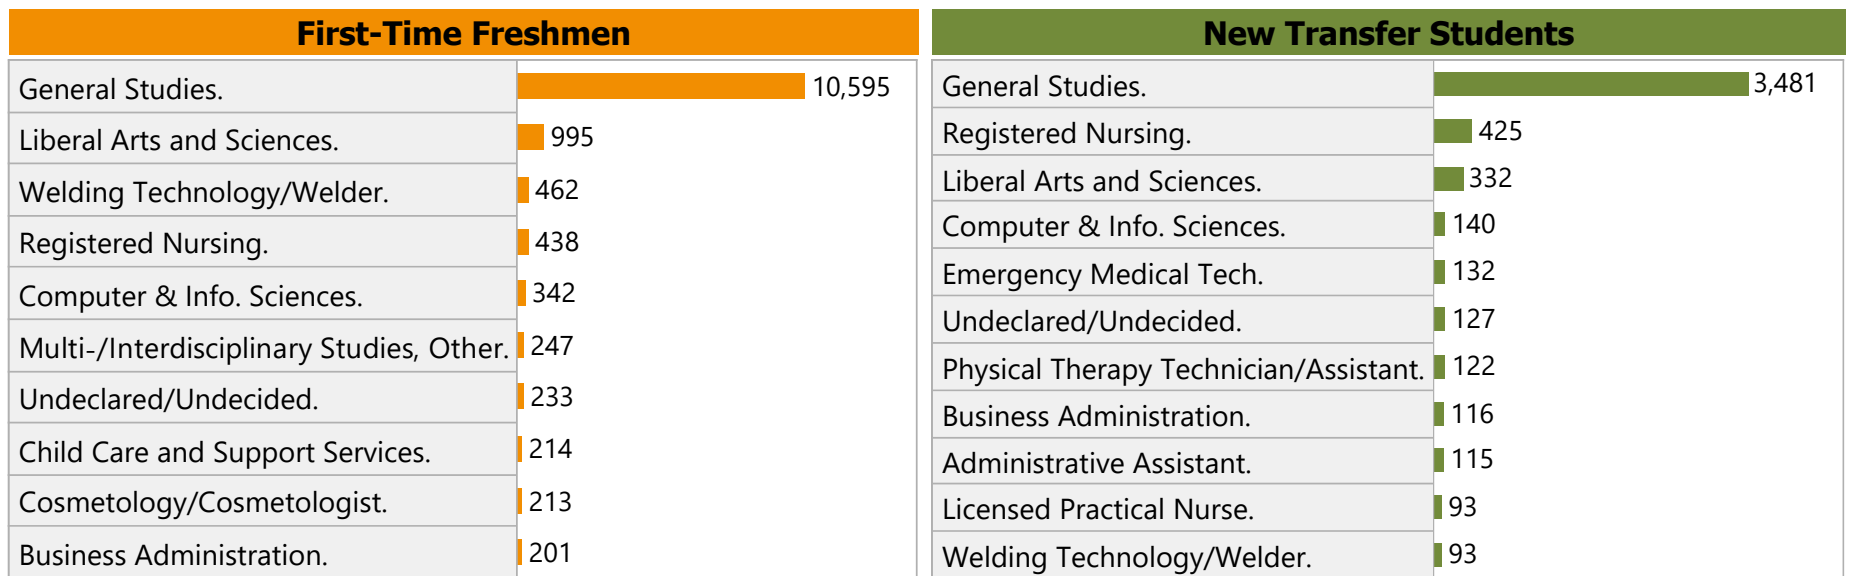 First-Time Freshmen
General Studies. 10,595
Liberal Arts and Sciences. 995
Welding Technology/Welder. 462
Registered Nursing. 438
Computer & Info. Sciences. 342
Multi-/Interdisciplinary Studies, Other. 247
Undeclared/Undecided. 233
Child Care and Support Services. 214
Cosmetology/Cosmetologist. 213
Business Administration. 201
New Transfer Students
General Studies. 3,481
Registered Nursing. 425
Liberal Arts and Sciences. 332
Computer & Info. Sciences. 140
Emergency Medical Tech. 132
Undeclared/Undecided. 127
Physical Therapy Technician/Assistant. 122
Business Administration. 116
Administrative Assistant. 115
Licensed Practical Nurse. 93
Welding Technology/Welder. 93